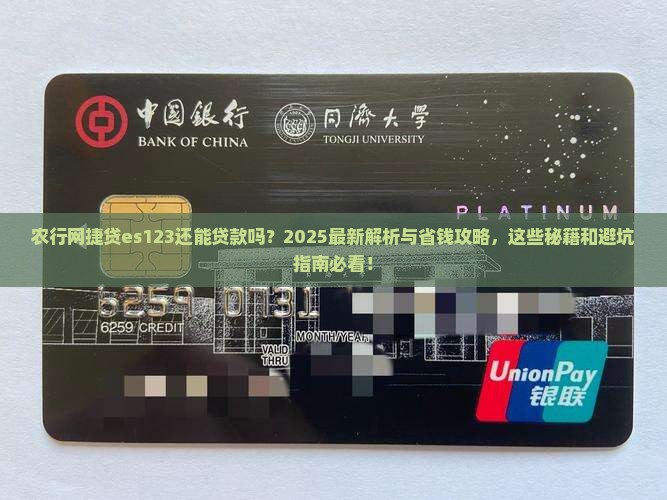 中國銀行
BANK OF CHINA
同濟大學
TONGJI UNIVERSITY
PLATINUM
农行网捷贷es123还能贷款吗？2025最新解析与省钱攻略，这些秘籍和避坑
指南必看！
6259 0731
6259 CREDIT
MONTH/YEAR
VALID
THRU
UnionPay
银联